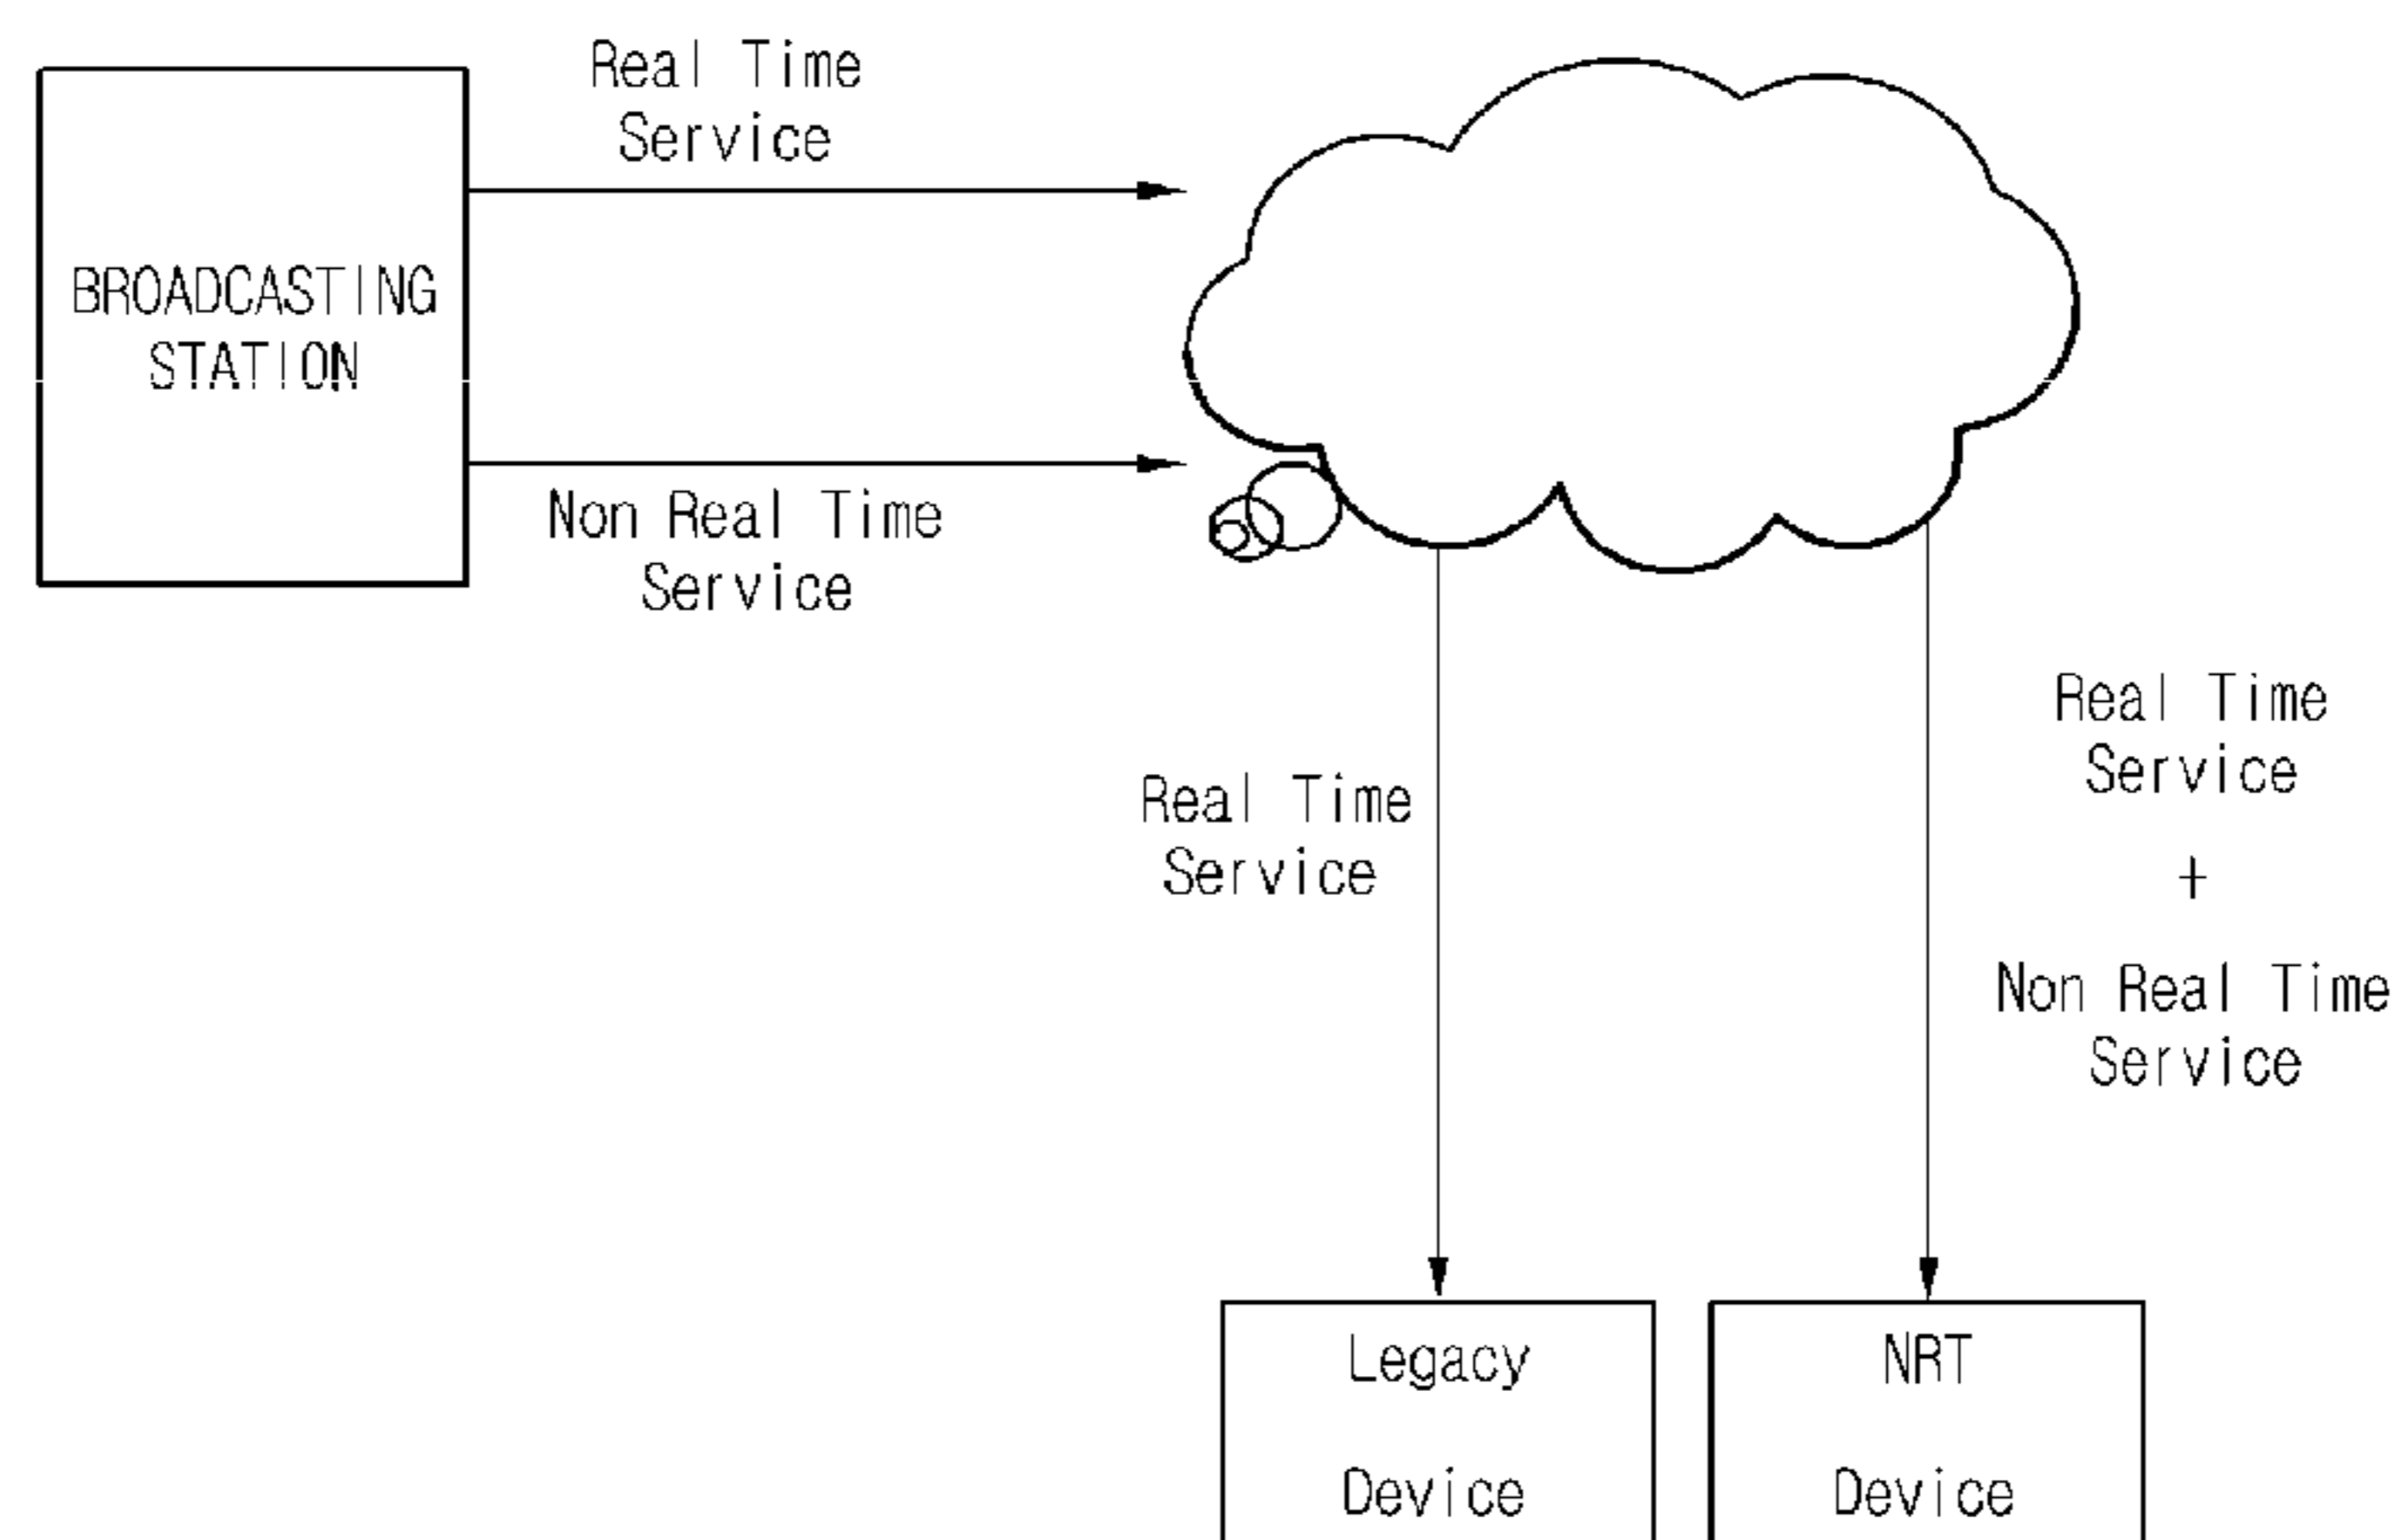 Real Time
Service
BROADCASTING
STATION
Non Real Time
Service
Real Time
Service
Real Time
Service
+
Non Real Time
Service
Legacy
Device
NRT
Device